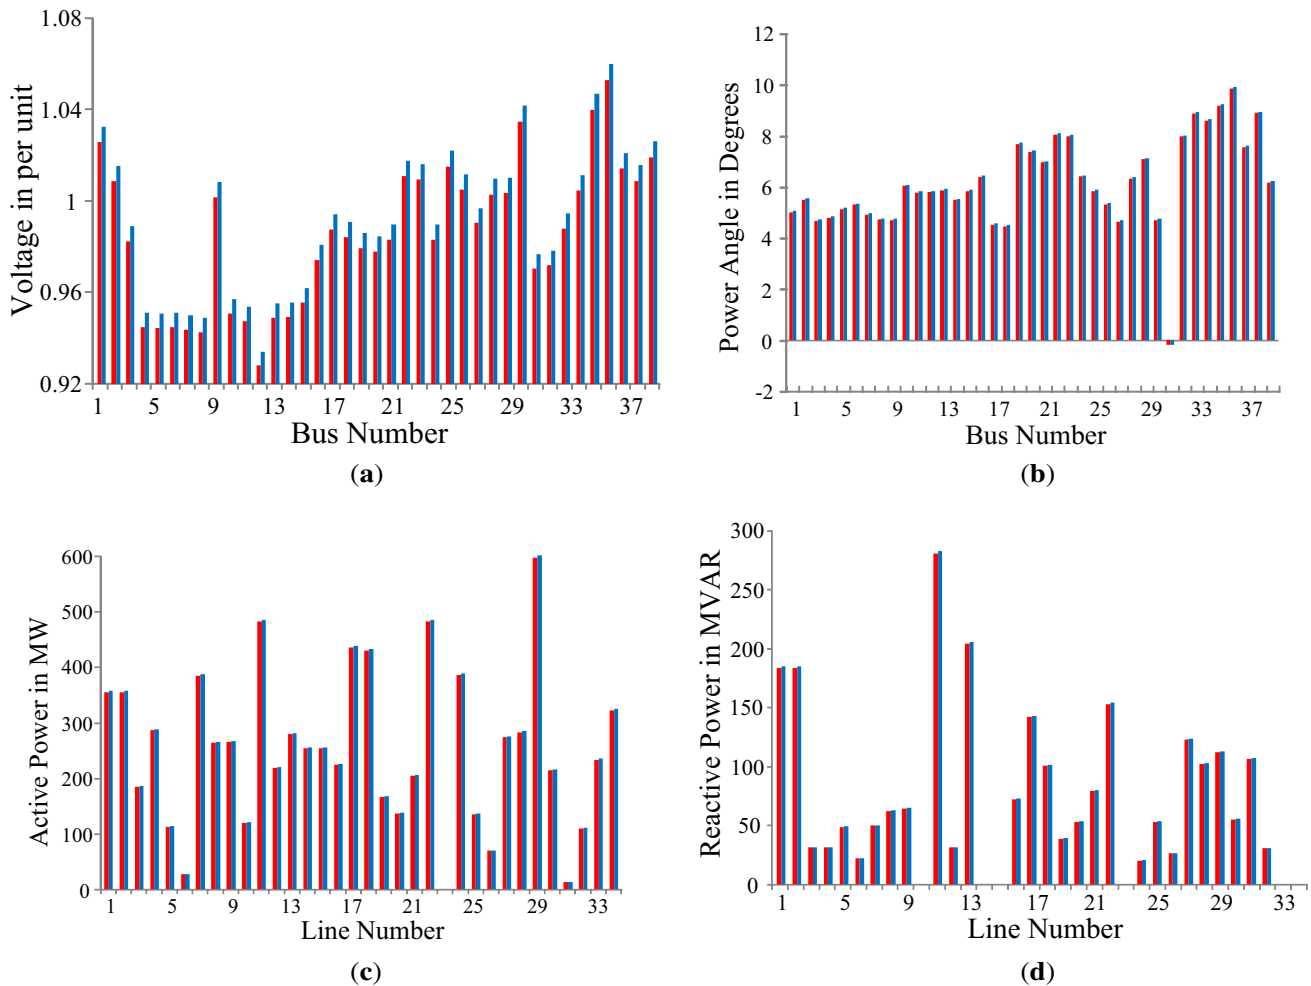 1.08
1.04
1
0.96
0.92
Voltage in per unit
1 5 9 13 17 21 25 29 33 37
Bus Number
(a)
12
10
8
6
4
2
0
-2
Power Angle in Degrees
1 5 9 13 17 21 25 29 33 37
Bus Number
(b)
600
500
400
300
200
100
0
Active Power in MW
1 5 9 13 17 21 25 29 33
Line Number
(c)
300
250
200
150
100
50
0
Reactive Power in MVAR
1 5 9 13 17 21 25 29 33
Line Number
(d)